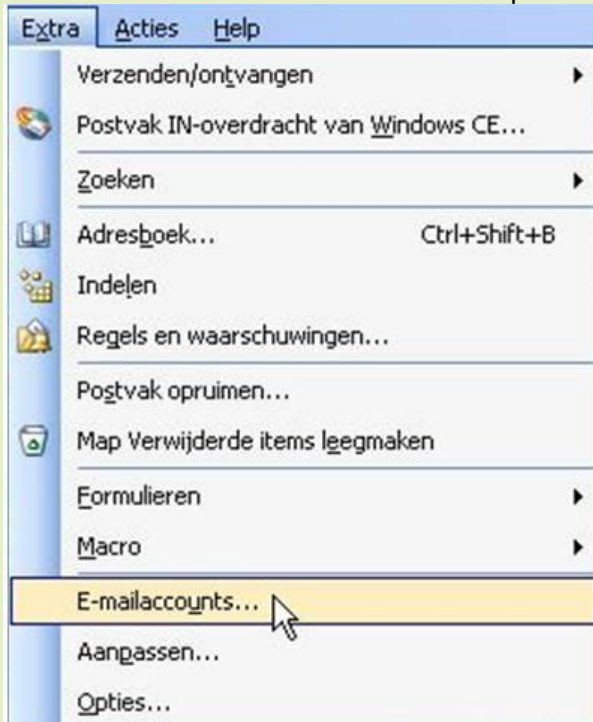 Extra Acties Help
Verzenden/ontvangen
Postvak IN-overdracht van Windows CE...
Zoeken
Adresboek... Ctrl+Shift+B
Indelen
Regels en waarschuwingen...
Postvak opruimen...
Map Verwijderde items leegmaken
Formulieren
Macro
E-mailaccounts...
Aanpassen...
Opties...